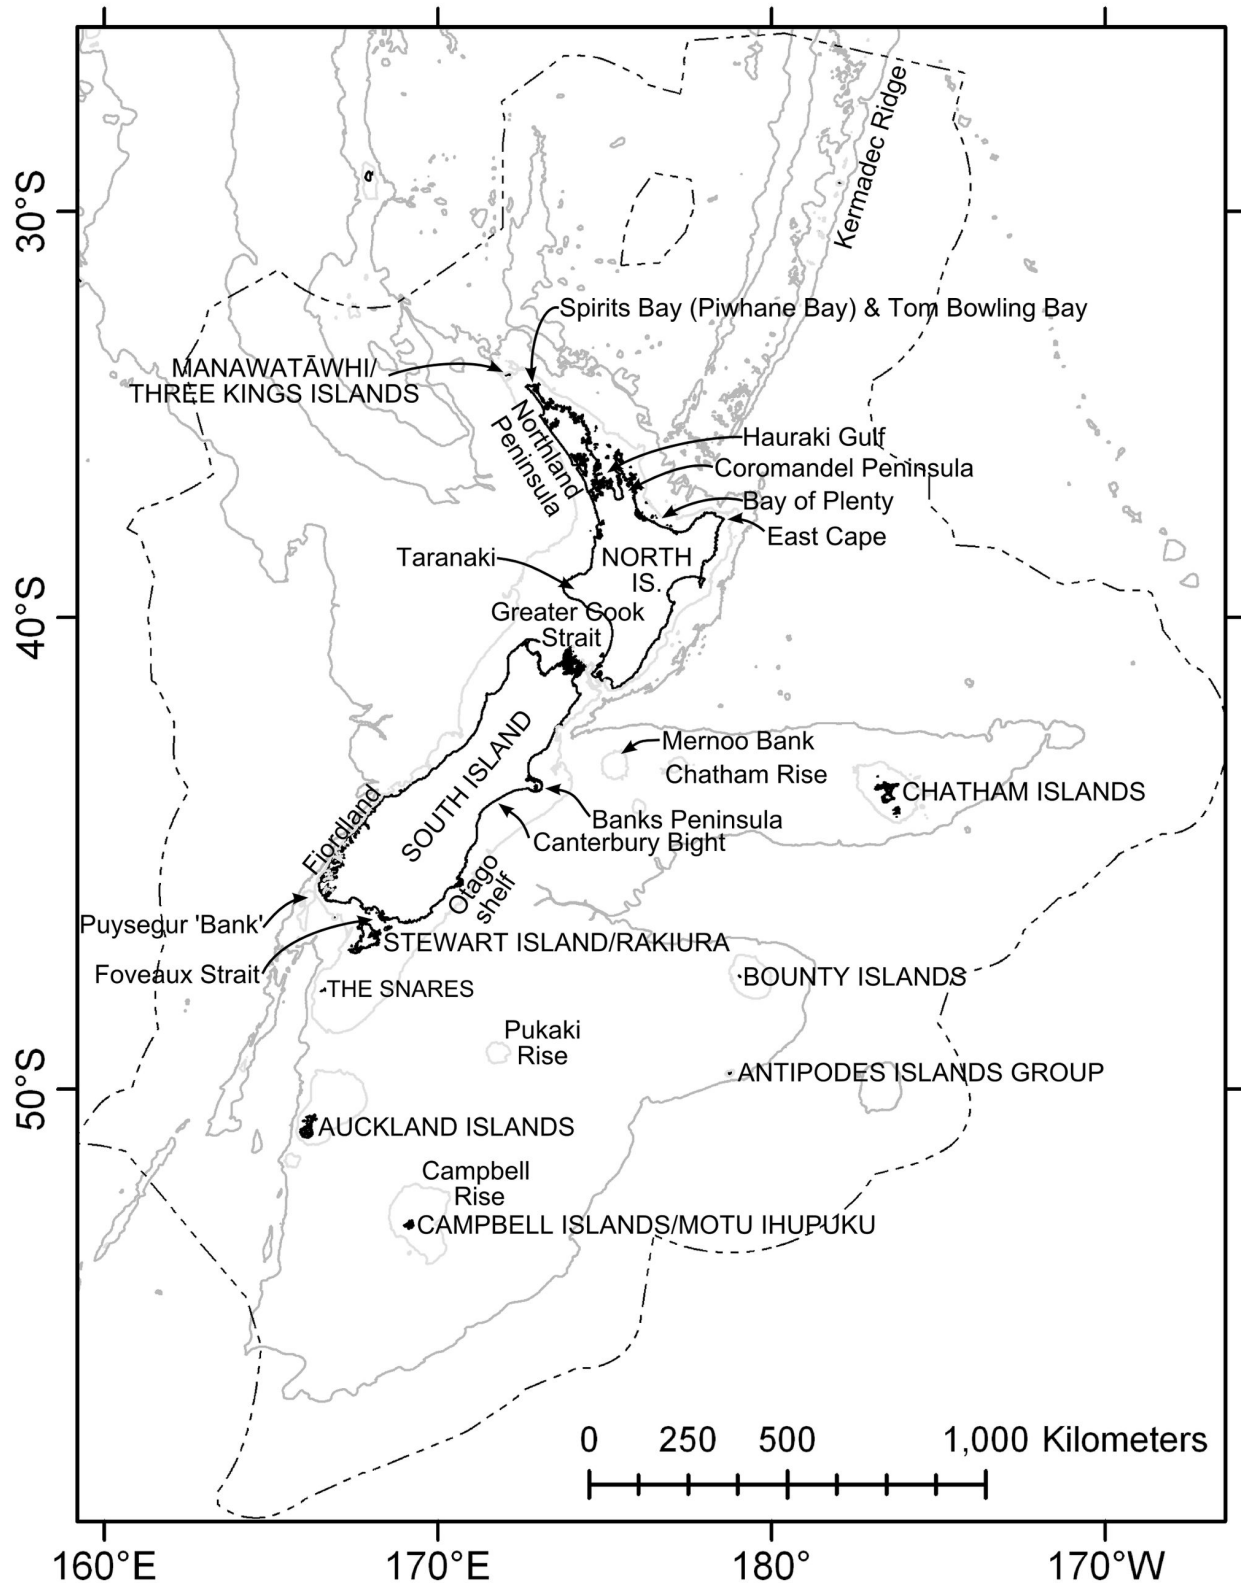 30°S
40°S
50°S
Kermadec Ridge
Spirits Bay (Piwhane Bay) & Tom Bowling Bay
MANAWATĀWHI/
THREE KINGS ISLANDS
Northland
Peninsula
Hauraki Gulf
Coromandel Peninsula
Bay of Plenty
East Cape
Taranaki
NORTH
IS.
Greater Cook
Strait
SOUTH ISLAND
Mernoo Bank
Chatham Rise
CHATHAM ISLANDS
Banks Peninsula
Canterbury Bight
Fiordland
Otago
shelf
Puysegur 'Bank'
STEWART ISLAND/RAKIURA
Foveaux Strait
THE SNARES
BOUNTY ISLANDS
Pukaki
Rise
ANTIPODES ISLANDS GROUP
AUCKLAND ISLANDS
Campbell
Rise
CAMPBELL ISLANDS/MOTU IHUPUKU
0 250 500 1,000 Kilometers
160°E 170°E 180° 170°W